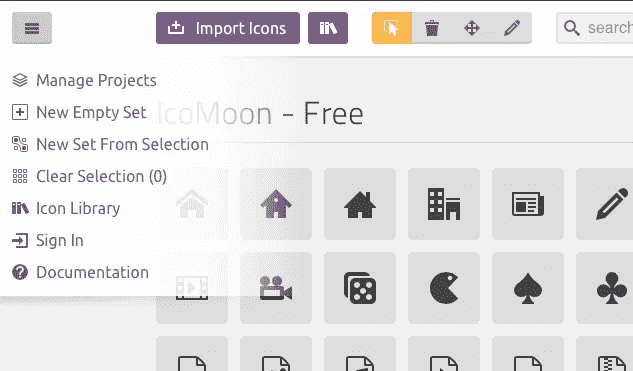 Import Icons
search
Manage Projects
New Empty Set
IcoMoon - Free
New Set From Selection
Clear Selection (0)
Icon Library
Sign In
Documentation